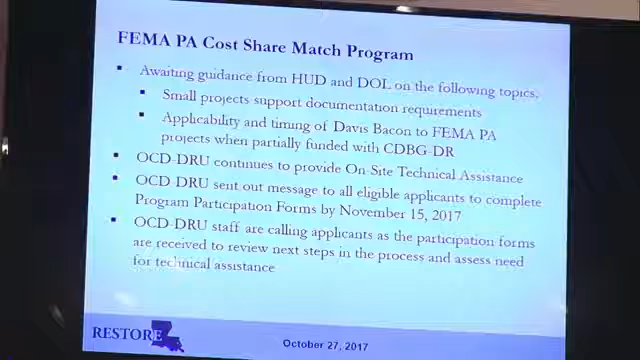 FEMA PA Cost Share Match Program
▪ Awaiting guidance from HUD and DOL on the following topics.
▪ Small projects support documentation requirements
▪ Applicability and timing of Davis Bacon to FEMA PA
projects when partially funded with CDBG-DR
▪ OCD-DRU continues to provide On-Site Technical Assistance
▪ OCD DRU sent out message to all eligible applicants to complete
Program Participation Forms by November 15, 2017
▪ OCD-DRU staff are calling applicants as the participation forms
are received to review next steps in the process and assess need
for technical assistance
RESTORE
October 27, 2017